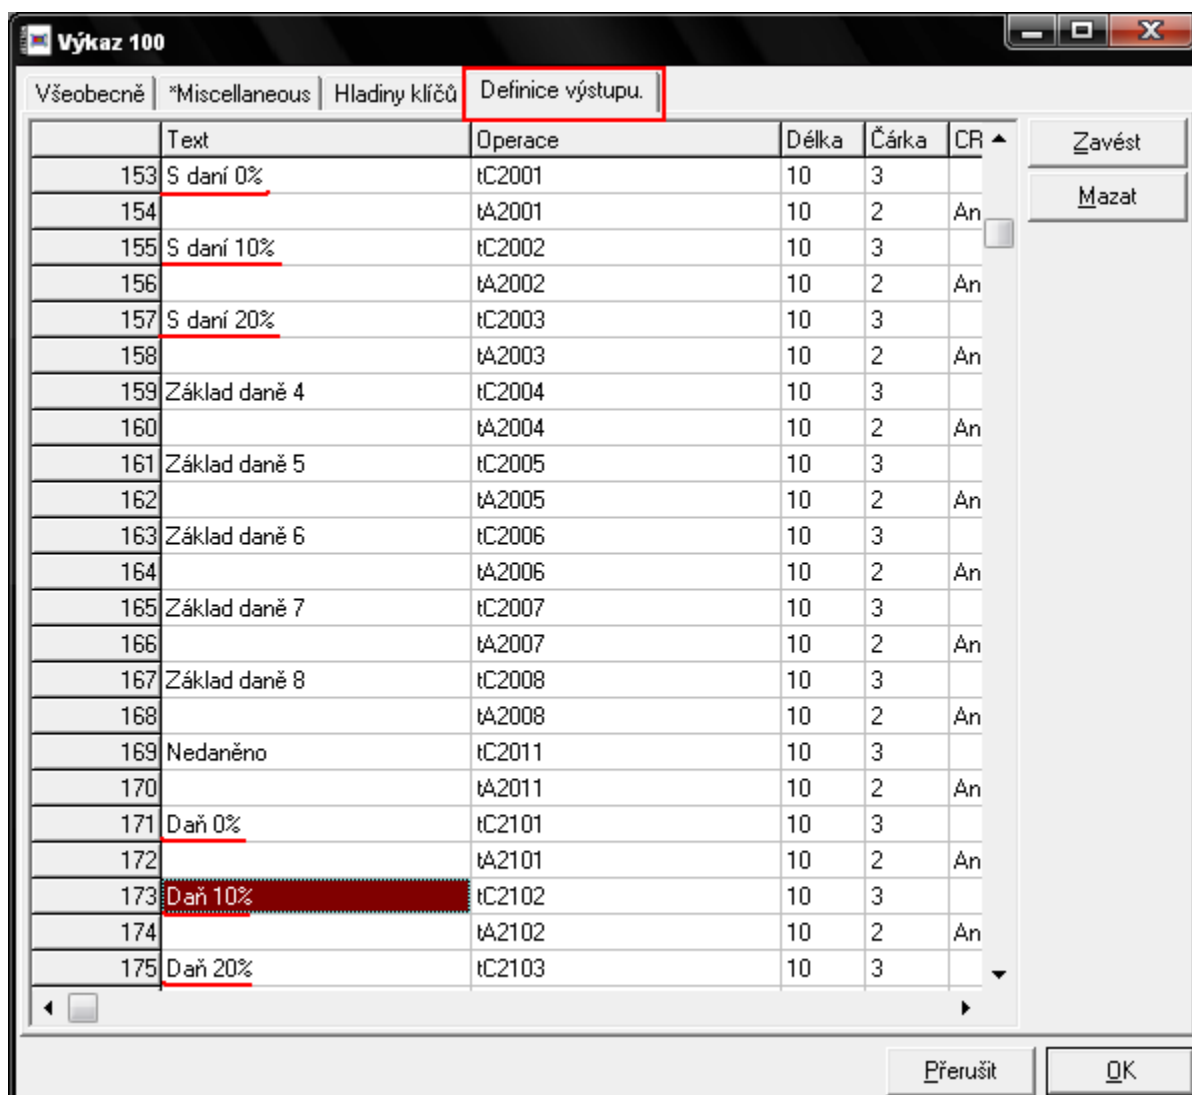 Výkaz 100
Všeobecně *Miscellaneous Hladiny klíčů Definice výstupu.
Text Operace Délka Čárka CR Zavést
153 S daní 0% tC2001 10 3
Mazat
154 tA2001 10 2 An
155 S daní 10% tC2002 10 3
156 tA2002 10 2 An
157 S daní 20% tC2003 10 3
158 tA2003 10 2 An
159 Základ daně 4 tC2004 10 3
160 tA2004 10 2 An
161 Základ daně 5 tC2005 10 3
162 tA2005 10 2 An
163 Základ daně 6 tC2006 10 3
164 tA2006 10 2 An
165 Základ daně 7 tC2007 10 3
166 tA2007 10 2 An
167 Základ daně 8 tC2008 10 3
168 tA2008 10 2 An
169 Nedaněno tC2011 10 3
170 tA2011 10 2 An
171 Daň 0% tC2101 10 3
172 tA2101 10 2 An
173 Daň 10% tC2102 10 3
174 tA2102 10 2 An
175 Daň 20% tC2103 10 3
Přerušit OK